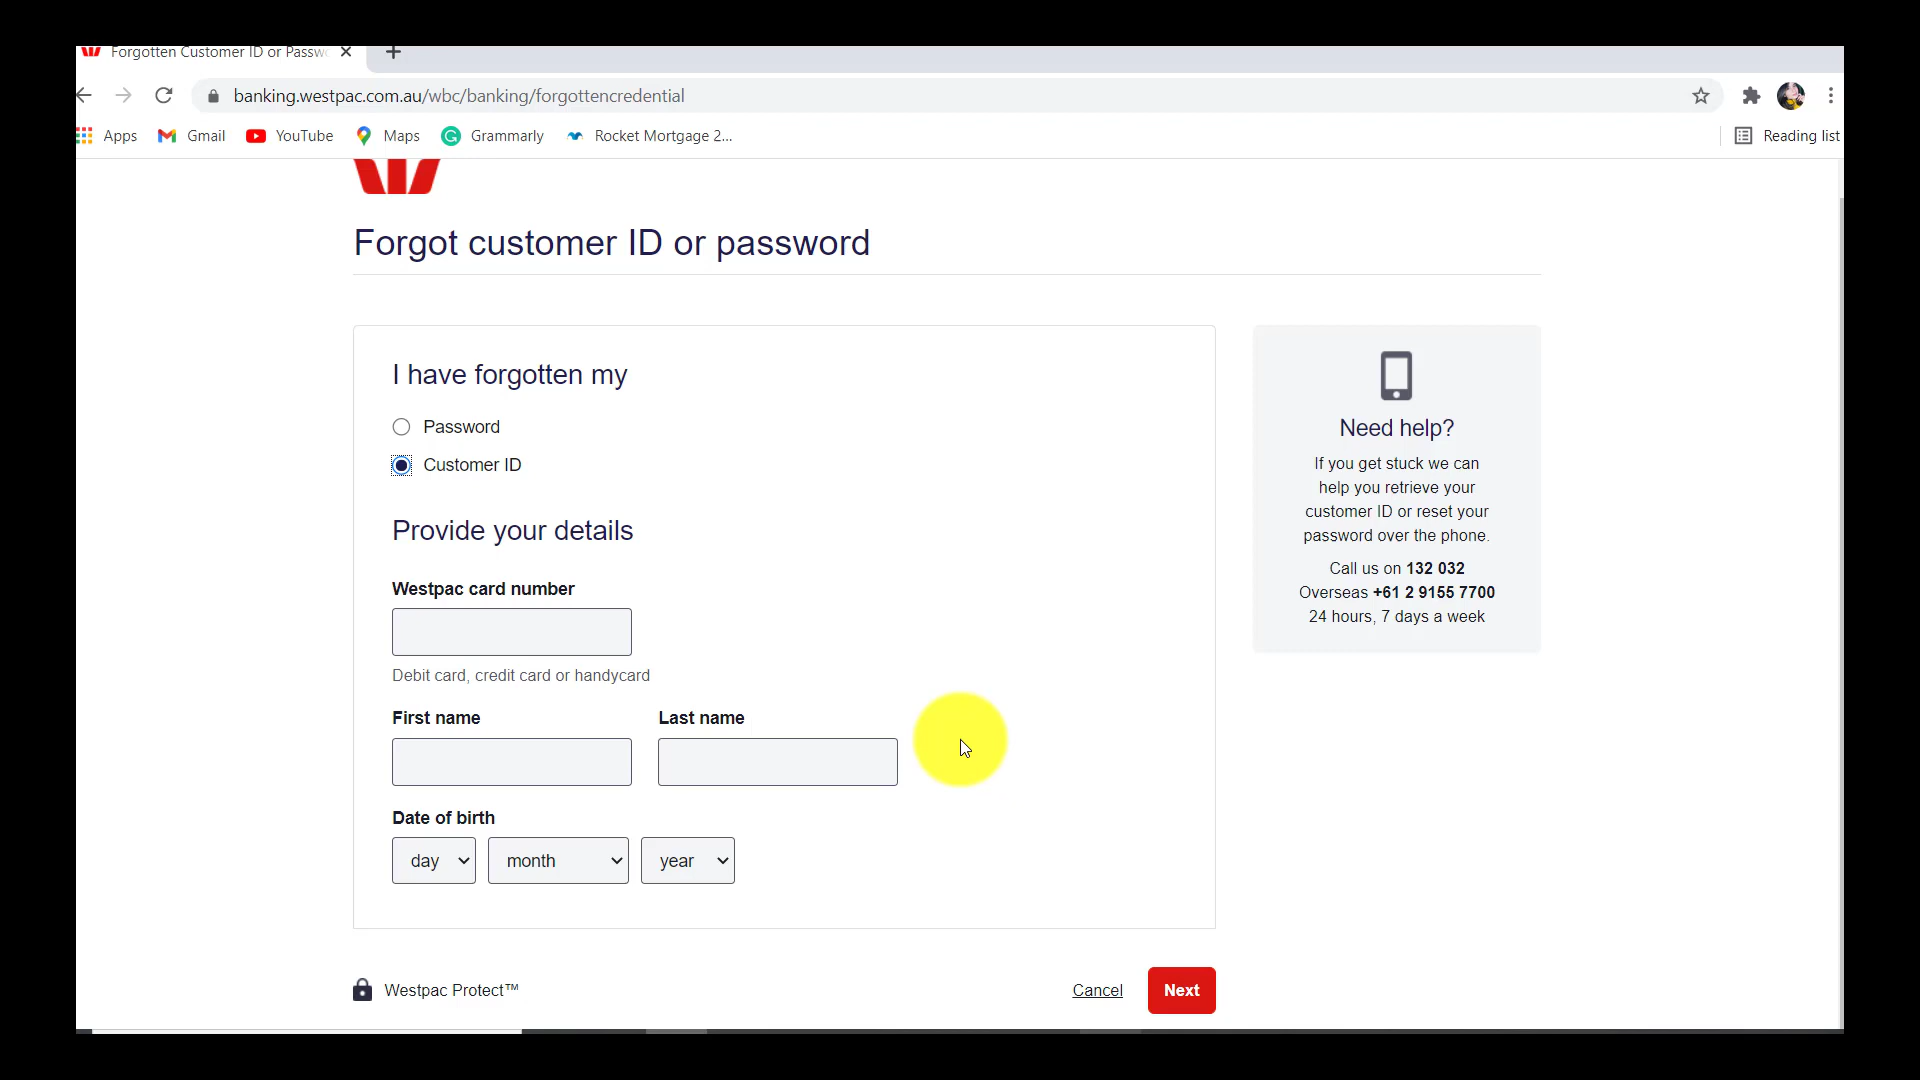 Forgotten Customer ID or Passw
banking.westpac.com.au/wbc/banking/forgottencredential
Apps Gmail YouTube Maps Grammarly Rocket Mortgage 2... Reading list
Forgot customer ID or password
I have forgotten my
Password
Customer ID
Provide your details
Westpac card number
Debit card, credit card or handycard
First name Last name
Date of birth
day month year
Westpac Protect™
Cancel Next
Need help?
If you get stuck we can
help you retrieve your
customer ID or reset your
password over the phone.
Call us on 132 032
Overseas +61 2 9155 7700
24 hours, 7 days a week